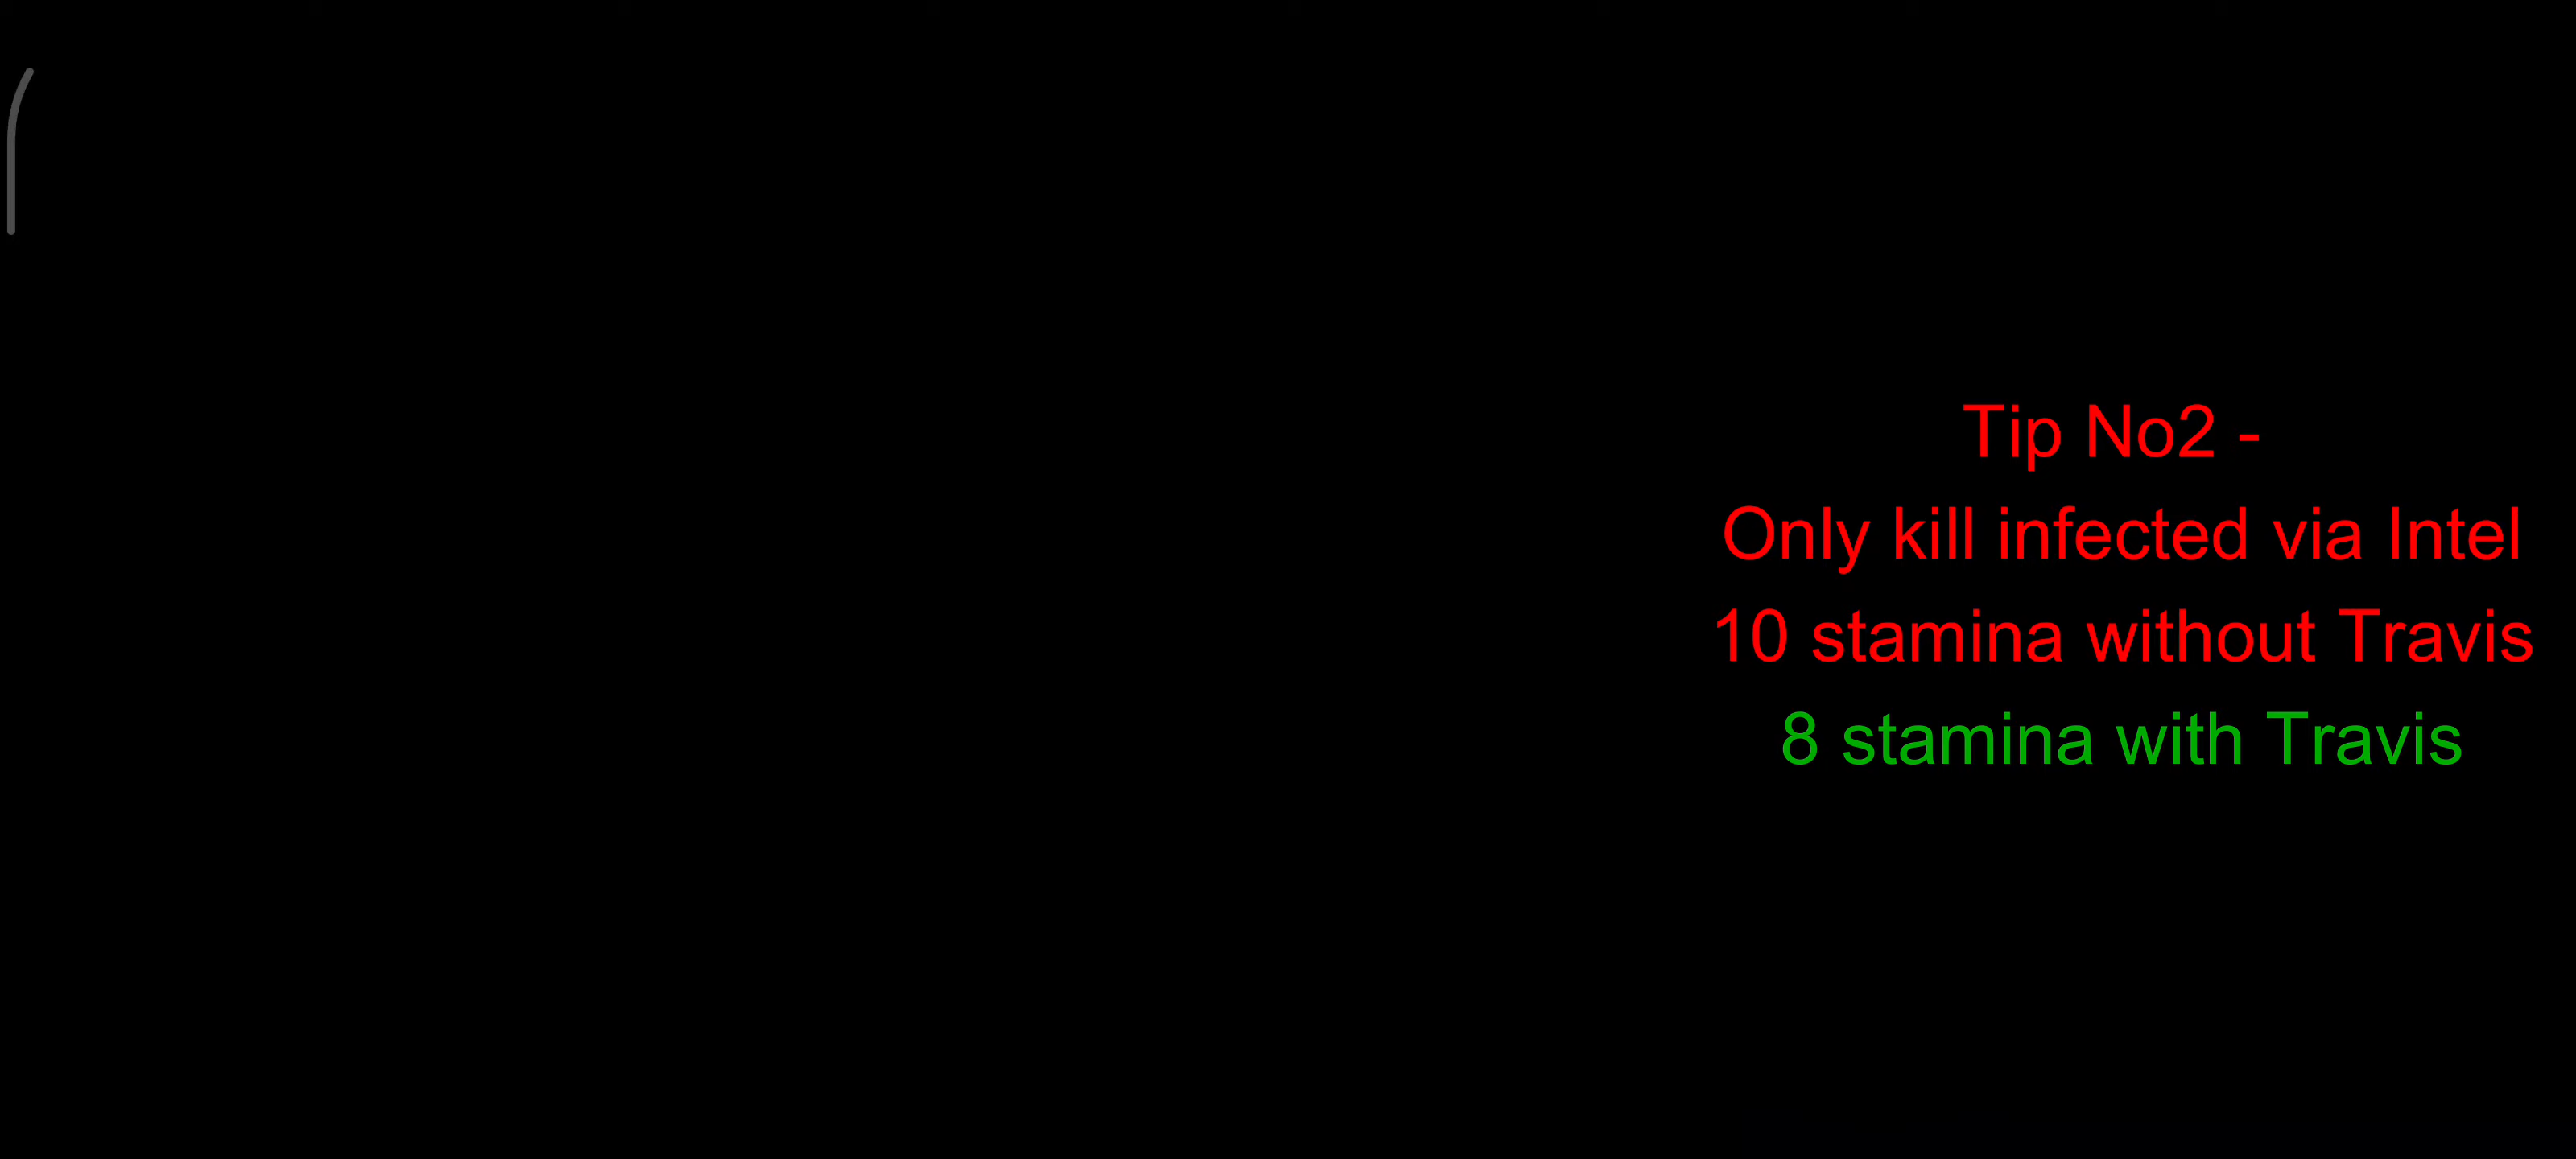 Tip No2 -
Only kill infected via Intel
10 stamina without Travis
8 stamina with Travis